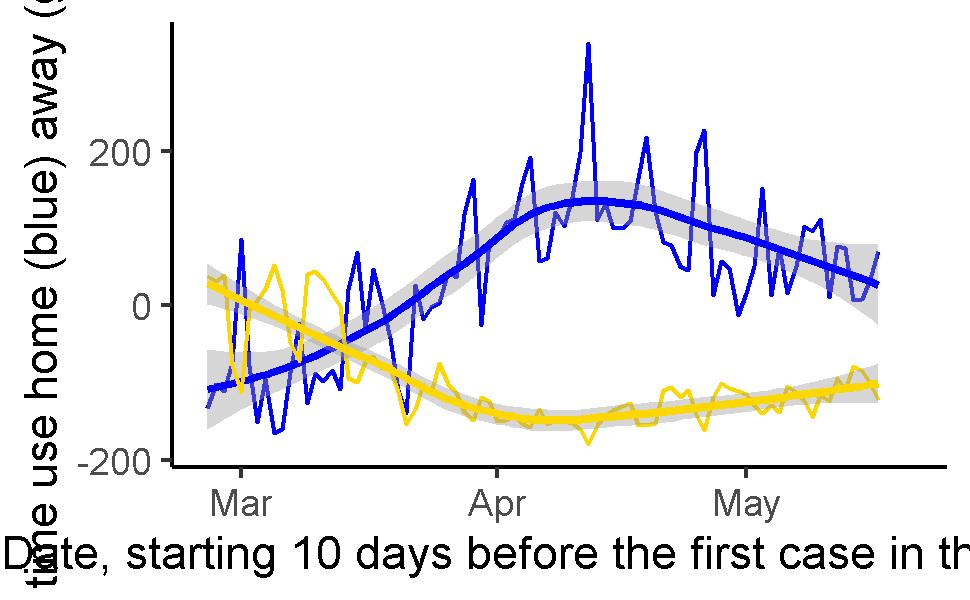 time use home (blue) away (
200
0
-200
Mar Apr May
Date, starting 10 days before the first case in th